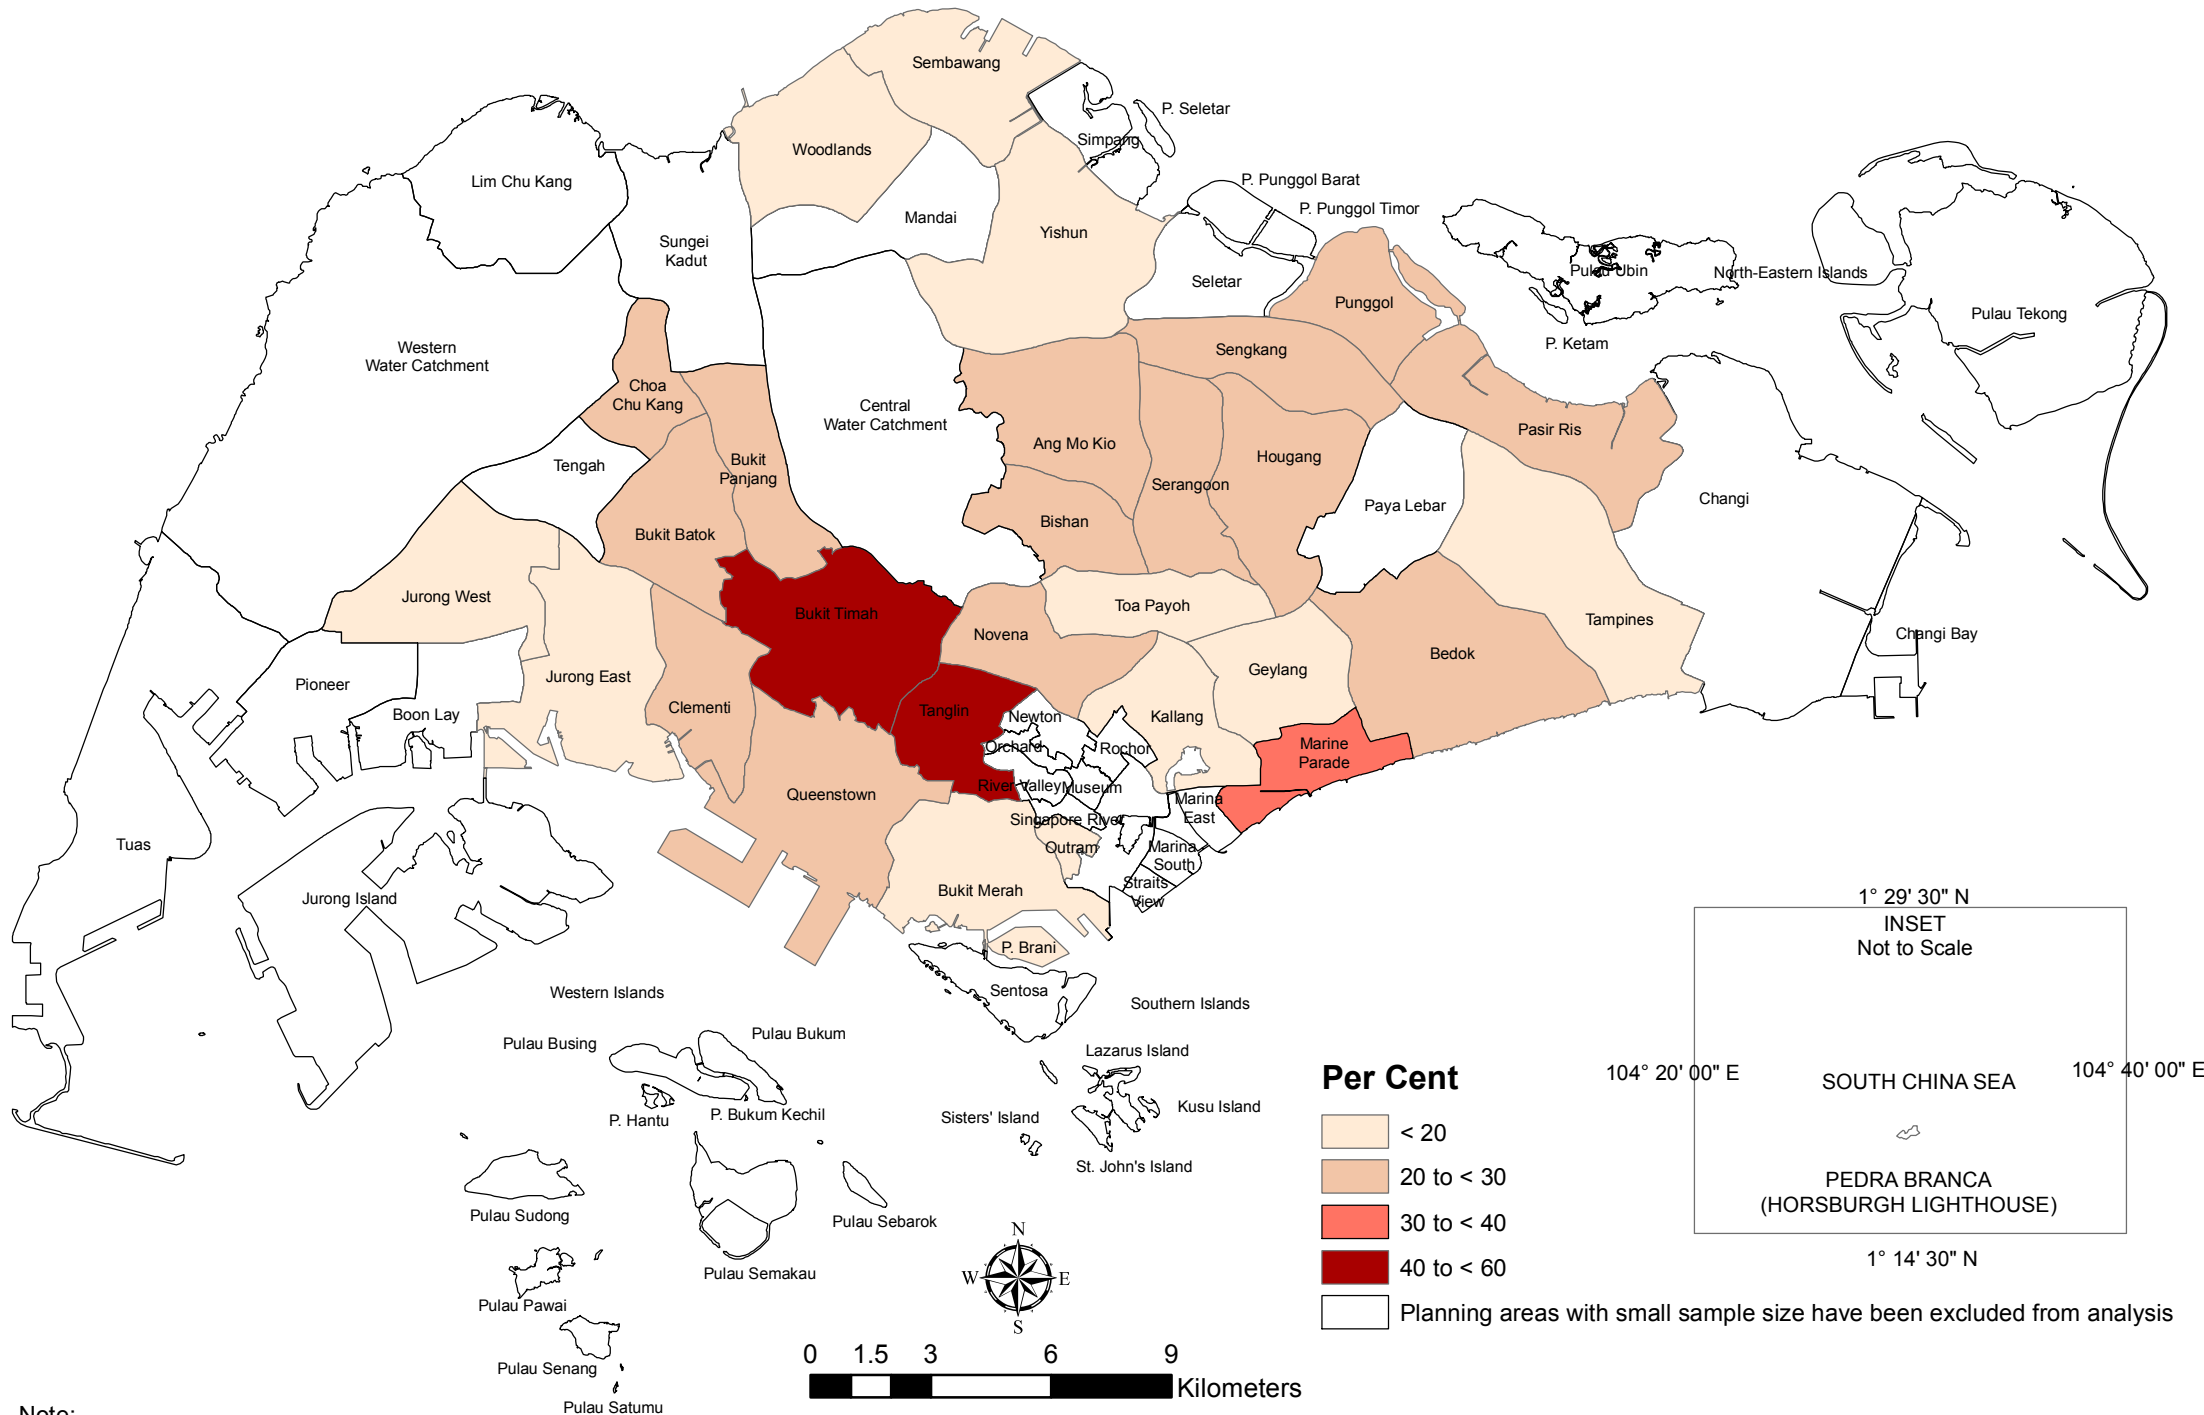 Sembawang
P. Seletar
Simpang
Woodlands
Lim Chu Kang
P. Punggol Barat
P. Punggol Timor
Mandai
Yishun
Sungei
Kadut
Pulau Ubin
North-Eastern Islands
Seletar
Punggol
Pulau Tekong
P. Ketam
Western
Water Catchment
Sengkang
Choa
Chu Kang
Central
Water Catchment
Ang Mo Kio
Pasir Ris
Hougang
Bukit
Panjang
Tengah
Serangoon
Changi
Paya Lebar
Bishan
Bukit Batok
Jurong West
Toa Payoh
Bukit Timah
Tampines
Novena
Changi Bay
Bedok
Geylang
Jurong East
Pioneer
Clementi
Tanglin
Boon Lay
Newton
Kallang
Orchard
Rochor
Marine
Parade
River Valley
Museum
Queenstown
Marina
East
Singapore River
Tuas
Outram
Marina
South
Straits
View
Bukit Merah
Jurong Island
P. Brani
Sentosa
Western Islands
Southern Islands
Pulau Bukum
Pulau Busing
Lazarus Island
P. Hantu
P. Bukum Kechil
Sisters' Island
Kusu Island
St. John's Island
Pulau Sudong
Pulau Sebarok
Pulau Semakau
Pulau Pawai
Pulau Senang
Pulau Satumu
N
W
E
S
0 1.5 3 6 9
Kilometers
Per Cent
< 20
20 to < 30
30 to < 40
40 to < 60
Planning areas with small sample size have been excluded from analysis
1° 29' 30" N
INSET
Not to Scale
104° 20' 00" E
104° 40' 00" E
SOUTH CHINA SEA
PEDRA BRANCA
(HORSBURGH LIGHTHOUSE)
1° 14' 30" N
Note: